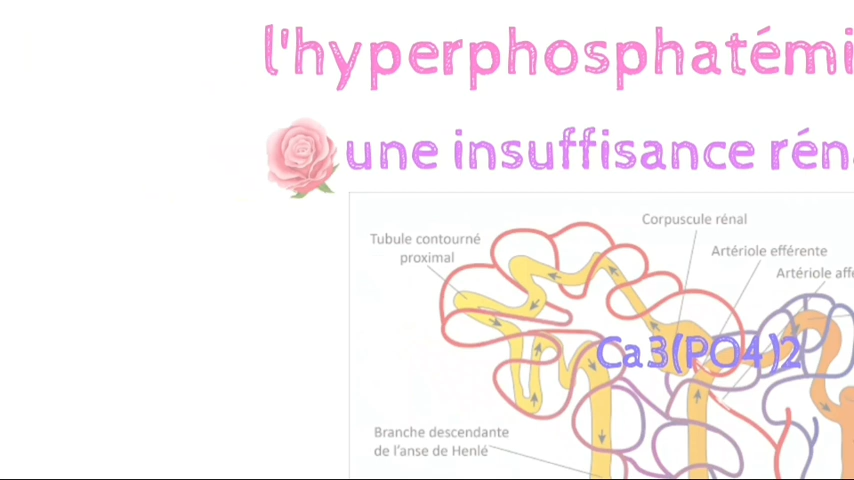 l'hyperphosphatémi
une insuffisance rén
Corpuscule rénal
Tubule contourné
proximal
Artériole efférente
Artériole aff
Ca3(PO4)2
Branche descendante
de l'anse de Henlé